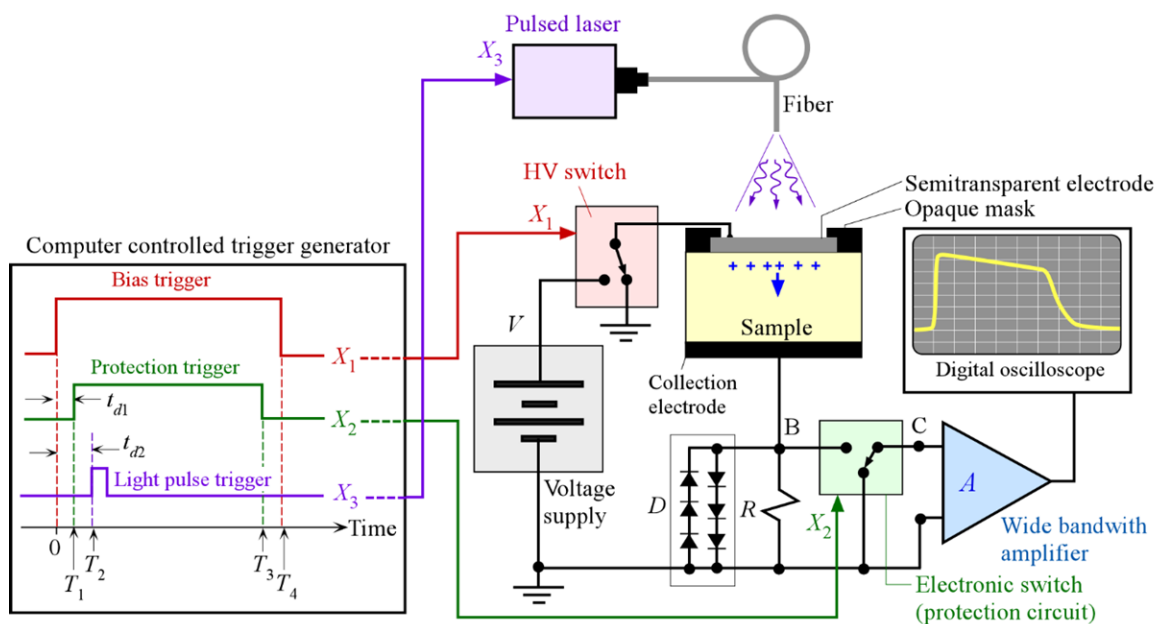 Pulsed laser
X3
Fiber
HV switch
X1
Semitransparent electrode
Opaque mask
Computer controlled trigger generator
Bias trigger
X1
Protection trigger
td1
X2
td2
Light pulse trigger
X3
Time
0
T1
T2
T3
T4
V
Voltage
supply
+ + ++ + +
Sample
Collection
electrode
Digital oscilloscope
B
C
D
R
X2
A
Wide bandwith
amplifier
Electronic switch
(protection circuit)